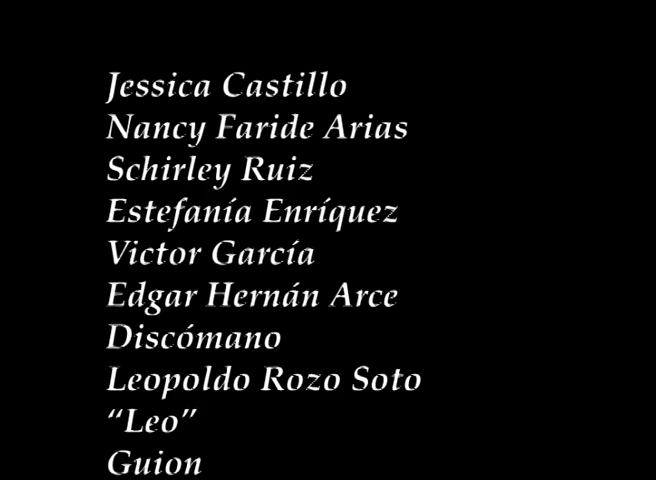 Jessica Castillo
Nancy Faride Arias
Schirley Ruiz
Estefanía Enríquez
Victor García
Edgar Hernán Arce
Discómano
Leopoldo Rozo Soto
“Leo”
Guion